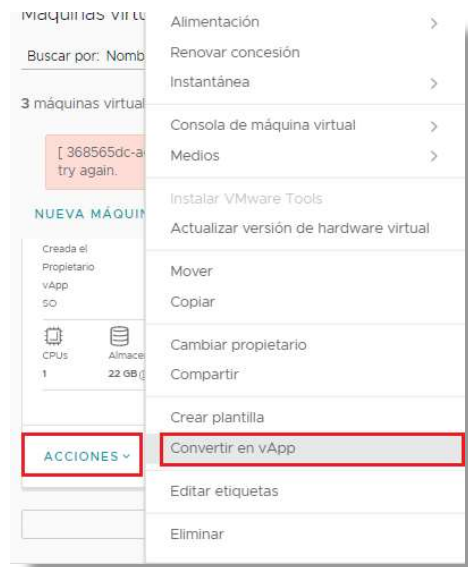 Máquinas virtu
Buscar por: Nomb
3 máquinas virtual
[ 368565dc-a
try again.
NUEVA MÁQUIN
Creada el
Propietario
vApp
SO
CPUs
1
Almace
22 GB
ACCIONES
Alimentación
Renovar concesión
Instantánea
Consola de máquina virtual
Medios
Instalar VMware Tools
Actualizar versión de hardware virtual
Mover
Copiar
Cambiar propietario
Compartir
Crear plantilla
Convertir en vApp
Editar etiquetas
Eliminar